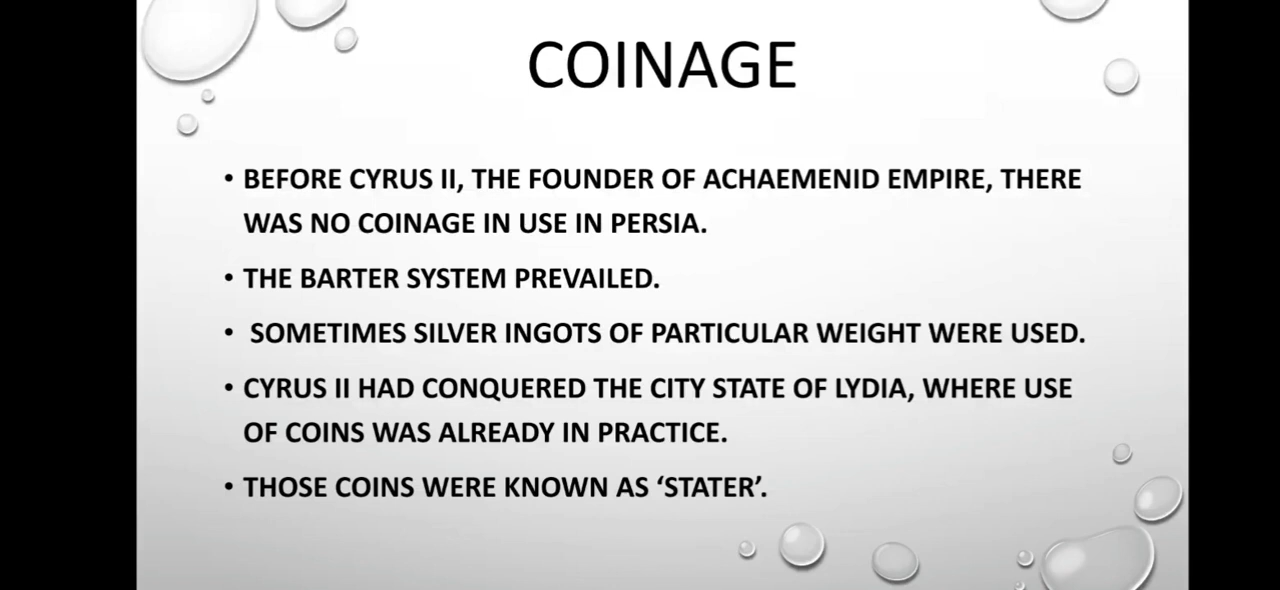 COINAGE
• BEFORE CYRUS II, THE FOUNDER OF ACHAEMENID EMPIRE, THERE
WAS NO COINAGE IN USE IN PERSIA.
• THE BARTER SYSTEM PREVAILED.
• SOMETIMES SILVER INGOTS OF PARTICULAR WEIGHT WERE USED.
• CYRUS II HAD CONQUERED THE CITY STATE OF LYDIA, WHERE USE
OF COINS WAS ALREADY IN PRACTICE.
• THOSE COINS WERE KNOWN AS ‘STATER’.